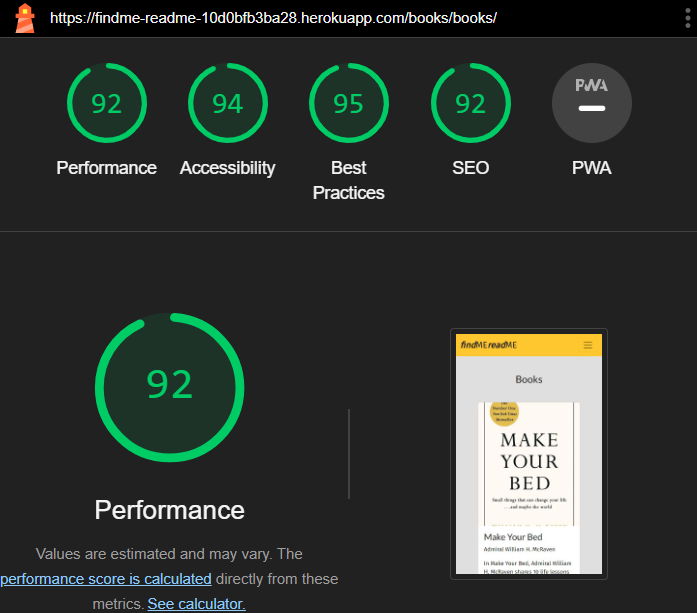 https://findme-readme-10d0bfb3ba28.herokuapp.com/books/books/
92
94
95
92
PWA
Performance
Accessibility
Best
Practices
SEO
PWA
92
Performance
Values are estimated and may vary. The
performance score is calculated directly from these
metrics. See calculator.
findMEreadME
Books
MAKE
YOUR
BED
Small things that can change your life
...and maybe the world
Make Your Bed
Admiral William H. McRaven
In Make Your Bed, Admiral William
H. McRaven shares 10 life lessons